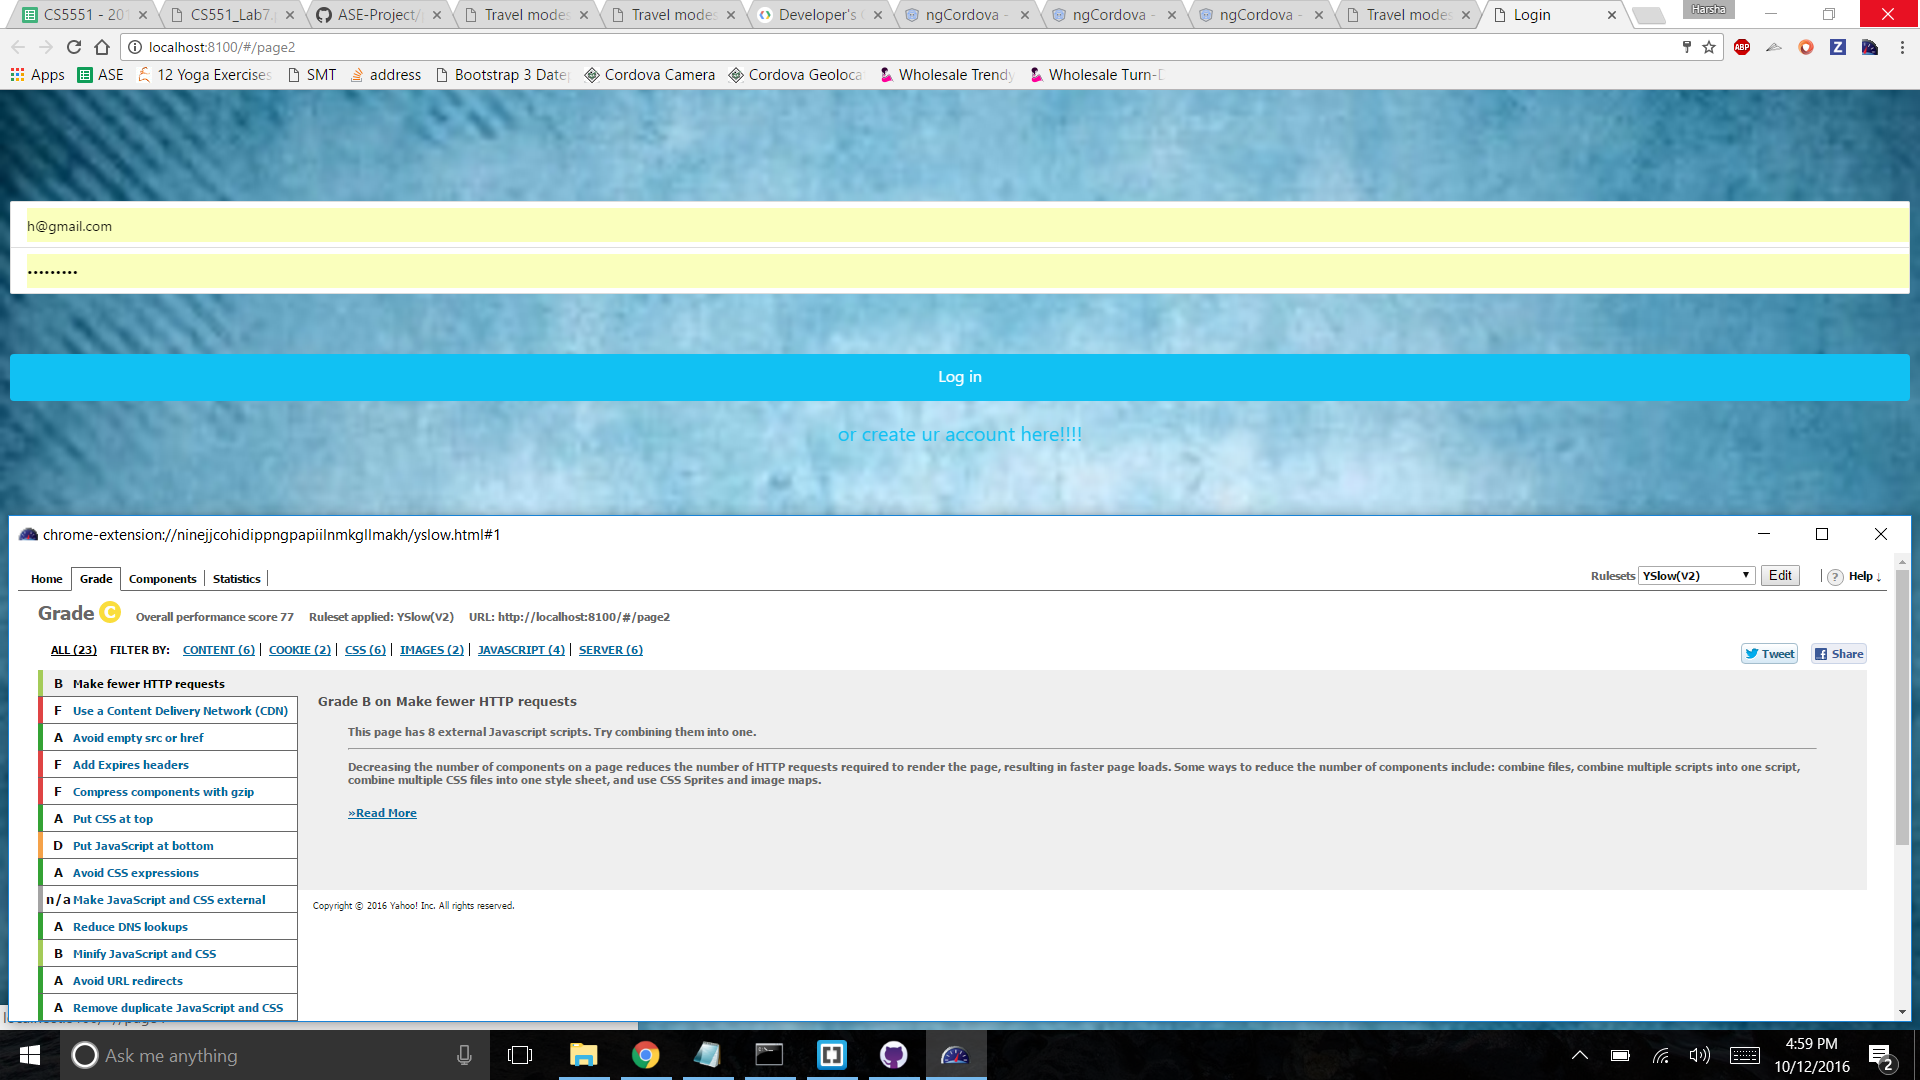 CS5551 - 201
CS551_Lab7.
ASE-Project/
Travel modes
Travel modes
Developer's
ngCordova -
ngCordova -
ngCordova -
Travel modes
Login
Harsha
localhost:8100/#/page2
ABP
Z
Apps
ASE
12 Yoga Exercises
SMT
address
Bootstrap 3 Date
Cordova Camera
Cordova Geoloca
Wholesale Trendy
Wholesale Turn-D
h@gmail.com
•••••••••
Log in
or create ur account here!!!!
chrome-extension://ninejjcohidippngpapiilnmkgllmakh/yslow.html#1
Home
Grade
Components
Statistics
Rulesets
YSlow(V2)
Edit
? Help ↓
Grade C Overall performance score 77 Ruleset applied: YSlow(V2) URL: http://localhost:8100/#/page2
ALL (23) FILTER BY: CONTENT (6) | COOKIE (2) | CSS (6) | IMAGES (2) | JAVASCRIPT (4) | SERVER (6)
Tweet
Share
B Make fewer HTTP requests
F Use a Content Delivery Network (CDN)
A Avoid empty src or href
F Add Expires headers
F Compress components with gzip
A Put CSS at top
D Put JavaScript at bottom
A Avoid CSS expressions
n/a Make JavaScript and CSS external
A Reduce DNS lookups
B Minify JavaScript and CSS
A Avoid URL redirects
A Remove duplicate JavaScript and CSS
Grade B on Make fewer HTTP requests
This page has 8 external Javascript scripts. Try combining them into one.
Decreasing the number of components on a page reduces the number of HTTP requests required to render the page, resulting in faster page loads. Some ways to reduce the number of components include: combine files, combine multiple scripts into one script,
combine multiple CSS files into one style sheet, and use CSS Sprites and image maps.
»Read More
Copyright © 2016 Yahoo! Inc. All rights reserved.
Ask me anything
4:59 PM
10/12/2016
2